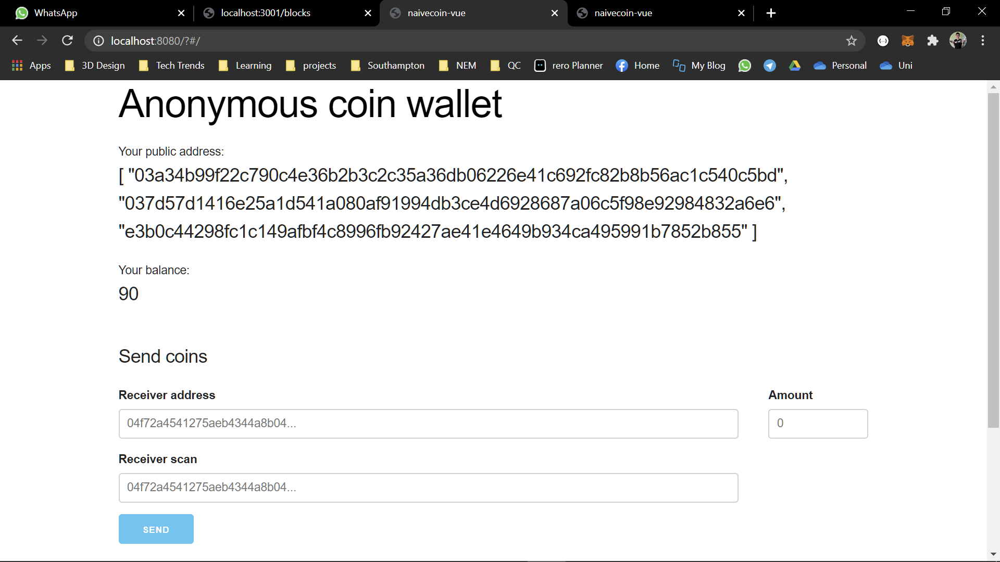 WhatsApp
localhost:3001/blocks
naivecoin-vue
naivecoin-vue
localhost:8080/?#/
Apps
3D Design
Tech Trends
Learning
projects
Southampton
NEM
QC
rero Planner
Home
My Blog
Personal
Uni
Anonymous coin wallet
Your public address:
[ "03a34b99f22c790c4e36b2b3c2c35a36db06226e41c692fc82b8b56ac1c540c5bd",
"037d57d1416e25a1d541a080af91994db3ce4d6928687a06c5f98e92984832a6e6",
"e3b0c44298fc1c149afbf4c8996fb92427ae41e4649b934ca495991b7852b855" ]
Your balance:
90
Send coins
Receiver address
Amount
04f72a4541275aeb4344a8b04...
0
Receiver scan
04f72a4541275aeb4344a8b04...
SEND